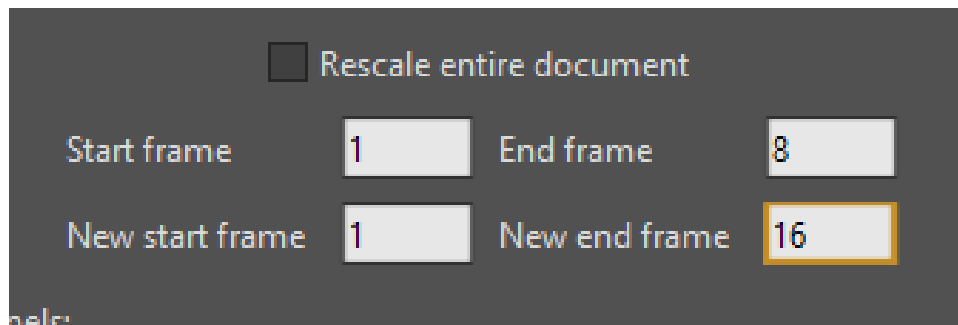 Rescale entire document
Start frame 1 End frame 8
New start frame 1 New end frame 16